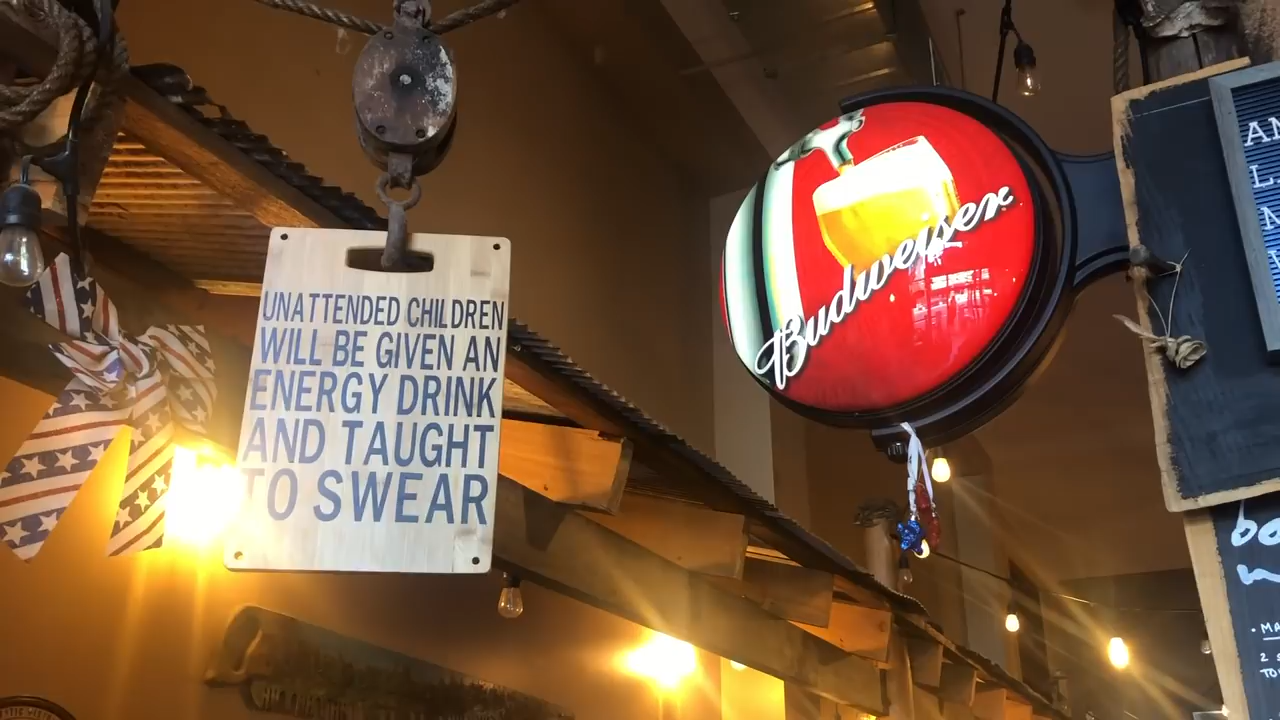 UNATTENDED CHILDREN
WILL BE GIVEN AN
ENERGY DRINK
AND TAUGHT
TO SWEAR
Budweiser